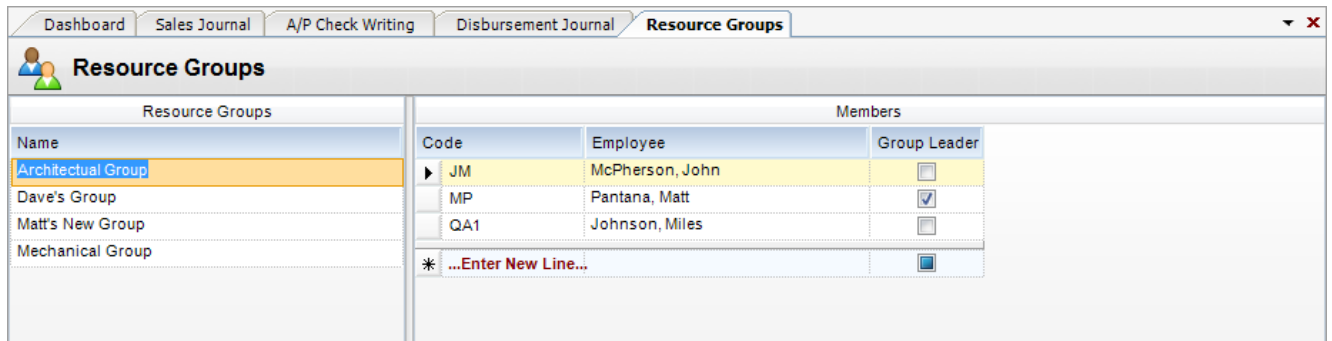 Dashboard Sales Journal A/P Check Writing Disbursement Journal Resource Groups
Resource Groups
Resource Groups Members
Name Code Employee Group Leader
Architectual Group JM McPherson, John
Dave's Group MP Pantana, Matt
Matt's New Group QA1 Johnson, Miles
Mechanical Group
...Enter New Line...